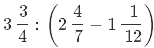 3 3/4 : (2 4/7 - 1 1/12)